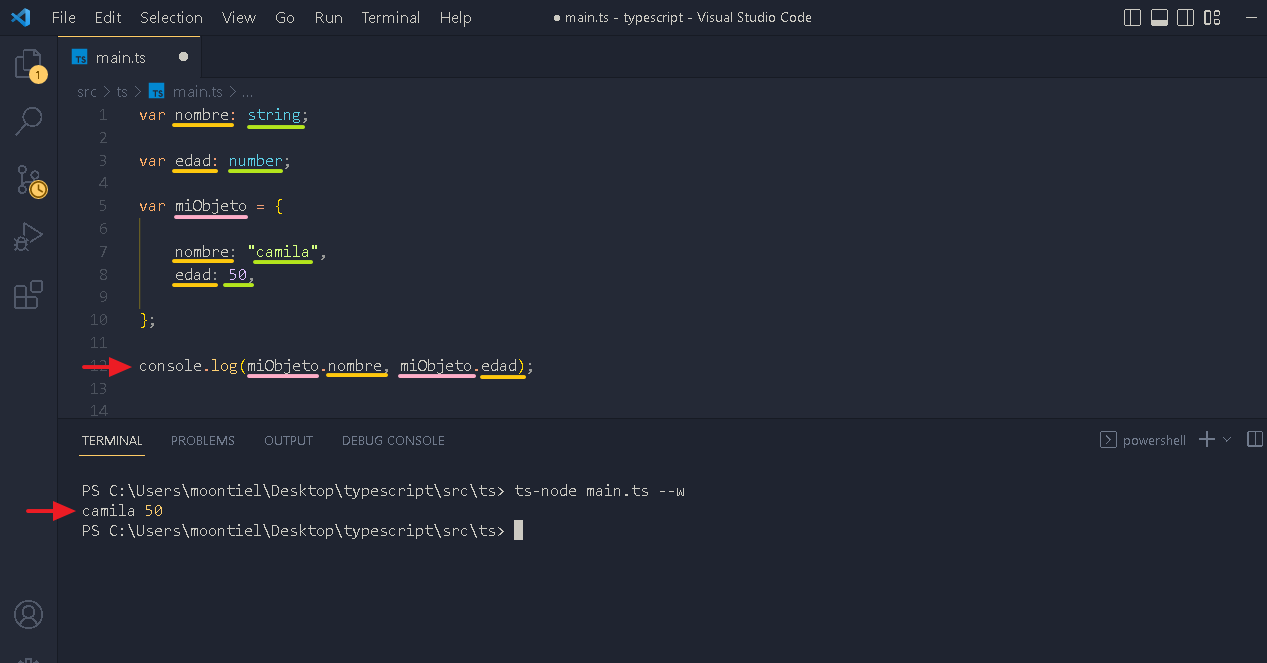 File Edit Selection View Go Run Terminal Help ● main.ts - typescript - Visual Studio Code
TS main.ts ●
1
src > ts > TS main.ts > ...
1 var nombre: string;
2
3 var edad: number;
4
5 var miObjeto = {
6
7 nombre: "camila",
8 edad: 50,
9
10 };
11
12 console.log(miObjeto.nombre, miObjeto.edad);
13
14
TERMINAL PROBLEMS OUTPUT DEBUG CONSOLE powershell
PS C:\Users\moontiel\Desktop\typescript\src\ts> ts-node main.ts --w
camila 50
PS C:\Users\moontiel\Desktop\typescript\src\ts>